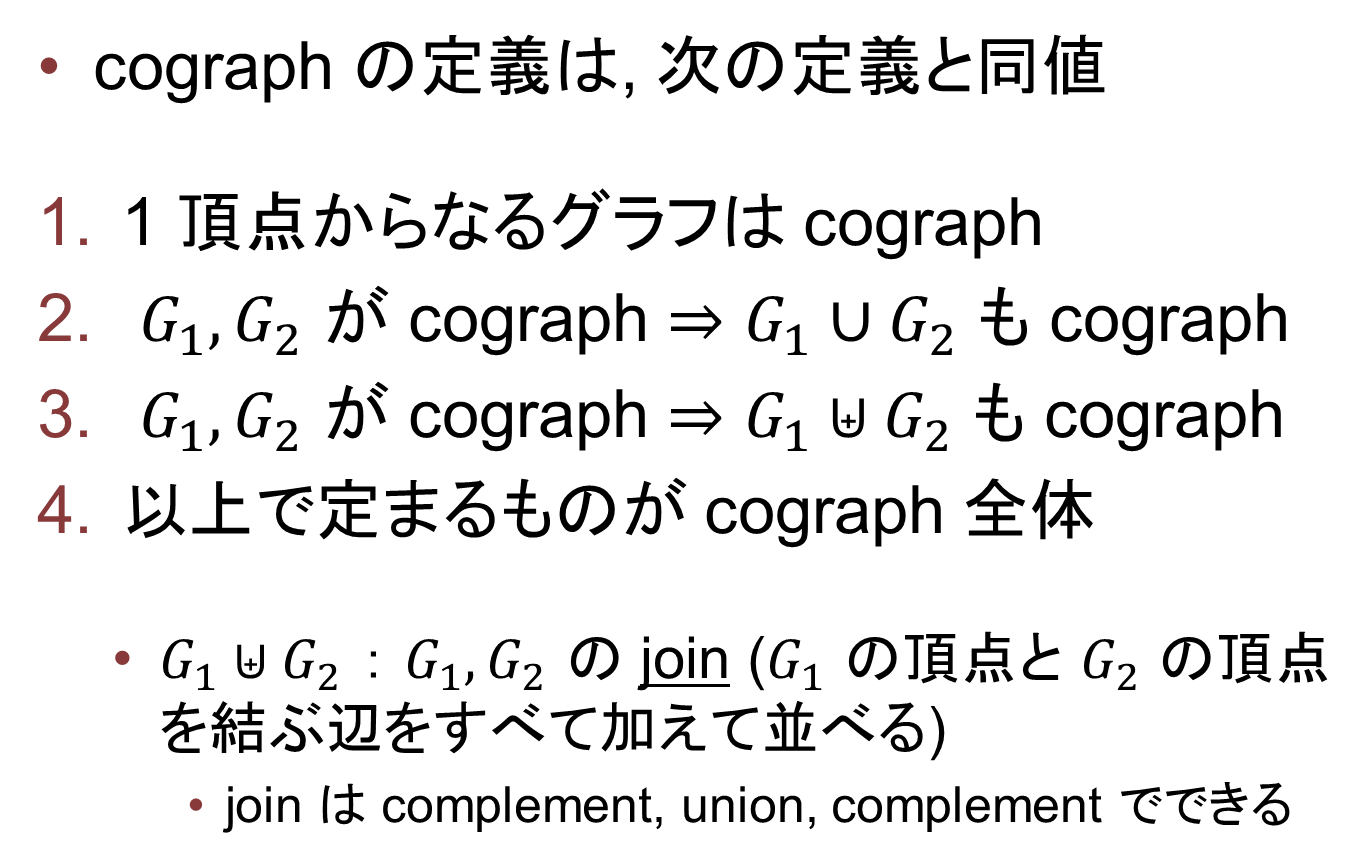 • cograph の定義は, 次の定義と同値
1. 1 頂点からなるグラフは cograph
2. G₁, G₂ が cograph ⇒ G₁ ∪ G₂ も cograph
3. G₁, G₂ が cograph ⇒ G₁ ⊎ G₂ も cograph
4. 以上で定まるものが cograph 全体
• G₁ ⊎ G₂ : G₁, G₂ の join (G₁ の頂点と G₂ の頂点
を結ぶ辺をすべて加えて並べる)
• join は complement, union, complement でできる